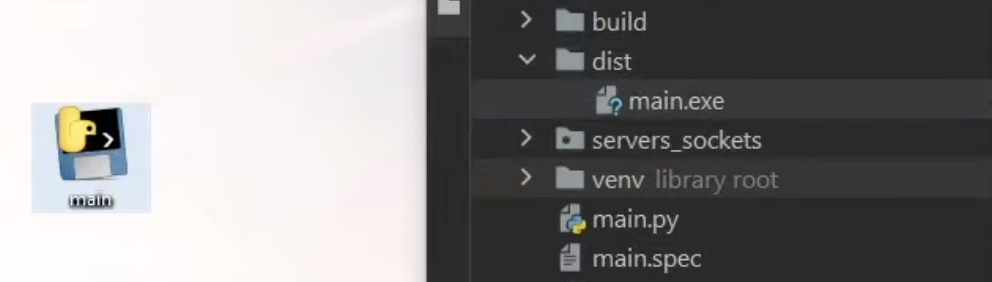 main
build
dist
main.exe
servers_sockets
venv library root
main.py
main.spec